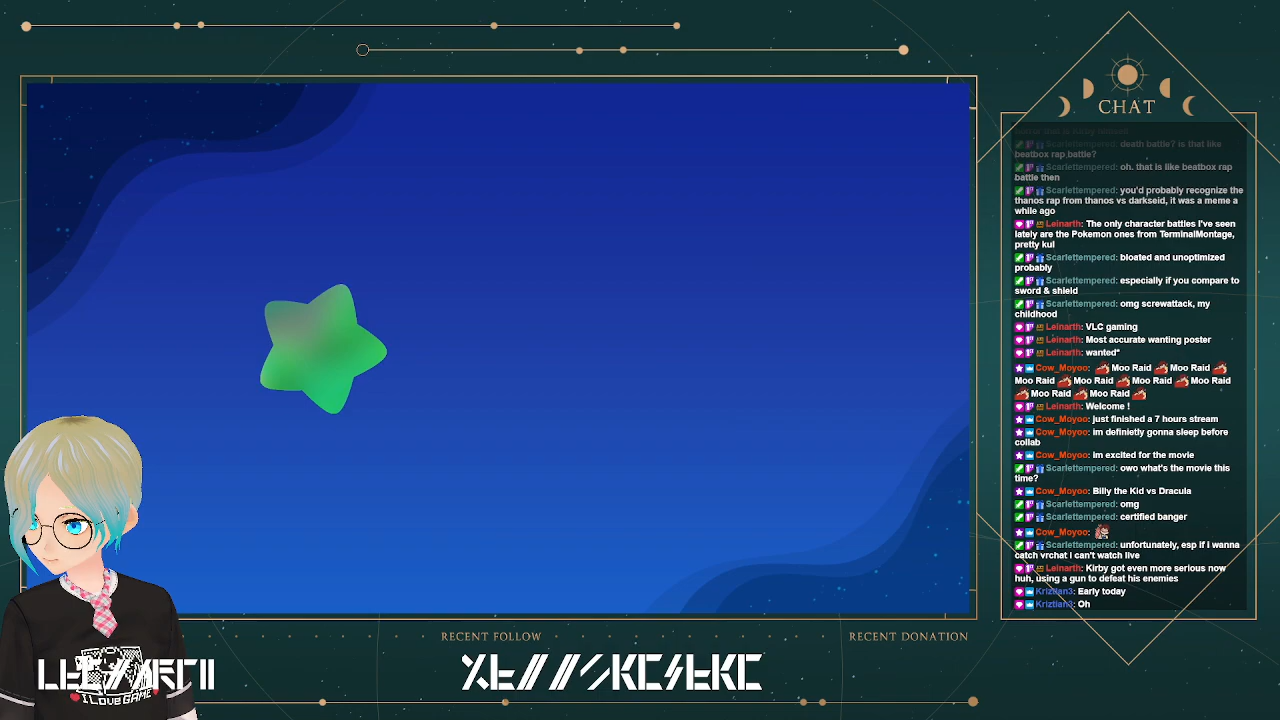 CHAT
horror that is kirby himself
Scarlettempered: death battle? is that like
beatbox rap battle?
Scarlettempered: oh. that is like beatbox rap
battle then
Scarlettempered: you'd probably recognize the
thanos rap from thanos vs darkseid, it was a meme a
while ago
Leinarth: The only character battles I've seen
lately are the Pokemon ones from TerminalMontage,
pretty kul
Scarlettempered: bloated and unoptimized
probably
Scarlettempered: especially if you compare to
sword & shield
Scarlettempered: omg screwattack, my
childhood
Leinarth: VLC gaming
Leinarth: Most accurate wanting poster
Leinarth: wanted*
Cow_Moyoo: Moo Raid Moo Raid
Moo Raid Moo Raid Moo Raid Moo Raid
Moo Raid Moo Raid
Leinarth: Welcome !
Cow_Moyoo: just finished a 7 hours stream
Cow_Moyoo: im definietly gonna sleep before
collab
Cow_Moyoo: im excited for the movie
Scarlettempered: owo what's the movie this
time?
Cow_Moyoo: Billy the Kid vs Dracula
Scarlettempered: omg
Scarlettempered: certified banger
Cow_Moyoo:
Scarlettempered: unfortunately, esp if i wanna
catch vrchat i can't watch live
Leinarth: Kirby got even more serious now
huh, using a gun to defeat his enemies
Kriztian3: Early today
Kriztian3: Oh
RECENT FOLLOW
RECENT DONATION
I LOVE GAME